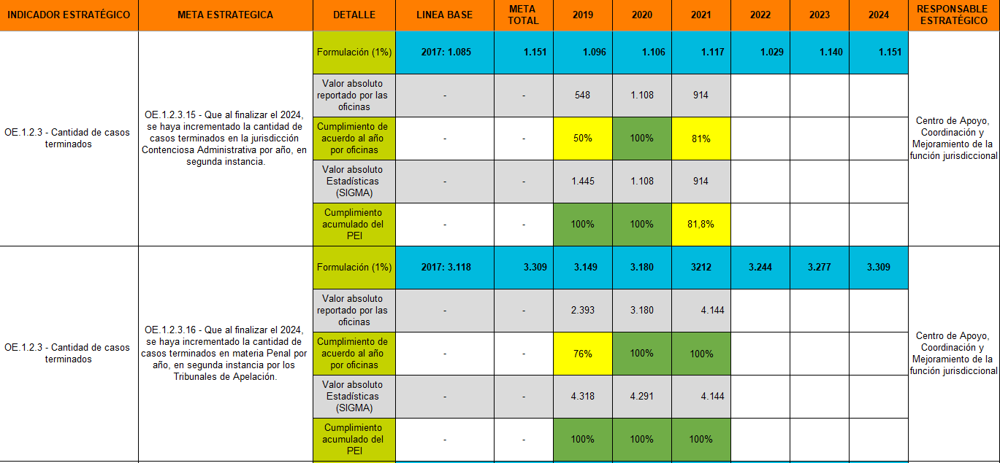 INDICADOR ESTRATÉGICO META ESTRATEGICA DETALLE LINEA BASE META TOTAL 2019 2020 2021 2022 2023 2024 RESPONSABLE ESTRATÉGICO
OE.1.2.3 - Cantidad de casos
terminados
OE.1.2.3.15 - Que al finalizar el 2024,
se haya incrementado la cantidad de
casos terminados en la jurisdicción
Contenciosa Administrativa por año, en
segunda instancia.
Formulación (1%) 2017: 1.085 1.151 1.096 1.106 1.117 1.029 1.140 1.151
Valor absoluto
reportado por las
oficinas
- - 548 1.108 914
Cumplimiento de
acuerdo al año
por oficinas
- - 50% 100% 81%
Valor absoluto
Estadísticas
(SIGMA)
- - 1.445 1.108 914
Cumplimiento
acumulado del
PEI
- - 100% 100% 81,8%
Centro de Apoyo,
Coordinación y
Mejoramiento de la
función jurisdiccional
OE.1.2.3 - Cantidad de casos
terminados
OE.1.2.3.16 - Que al finalizar el 2024,
se haya incrementado la cantidad de
casos terminados en materia Penal por
año, en segunda instancia por los
Tribunales de Apelación.
Formulación (1%) 2017: 3.118 3.309 3.149 3.180 3212 3.244 3.277 3.309
Valor absoluto
reportado por las
oficinas
- - 2.393 3.180 4.144
Cumplimiento de
acuerdo al año
por oficinas
- - 76% 100% 100%
Valor absoluto
Estadísticas
(SIGMA)
- - 4.318 4.291 4.144
Cumplimiento
acumulado del
PEI
- - 100% 100% 100%
Centro de Apoyo,
Coordinación y
Mejoramiento de la
función jurisdiccional